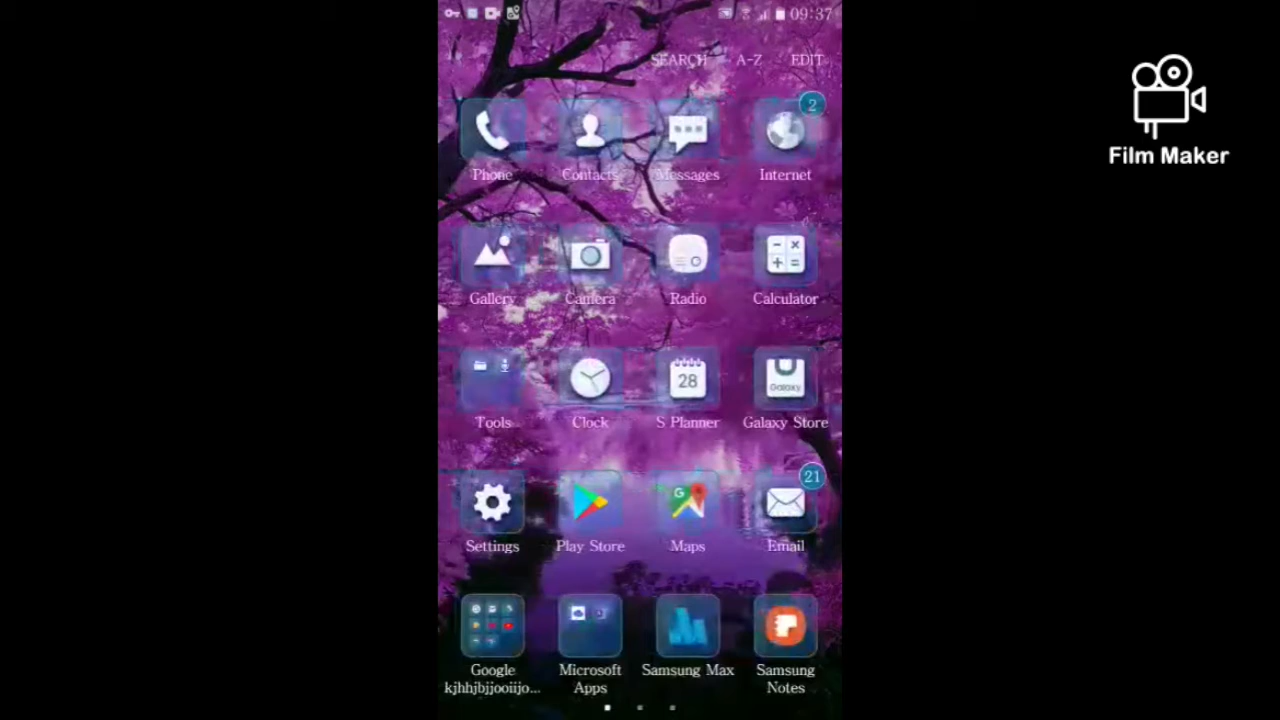 09:37
SEARCH A-Z EDIT
Film Maker
2
Phone Contacts Messages Internet
Gallery Camera Radio Calculator
28 Galaxy
Tools Clock S Planner Galaxy Store
21
G
Settings Play Store Maps Email
Google Microsoft Samsung Max Samsung
kjhhjbjjooiijo... Apps Notes